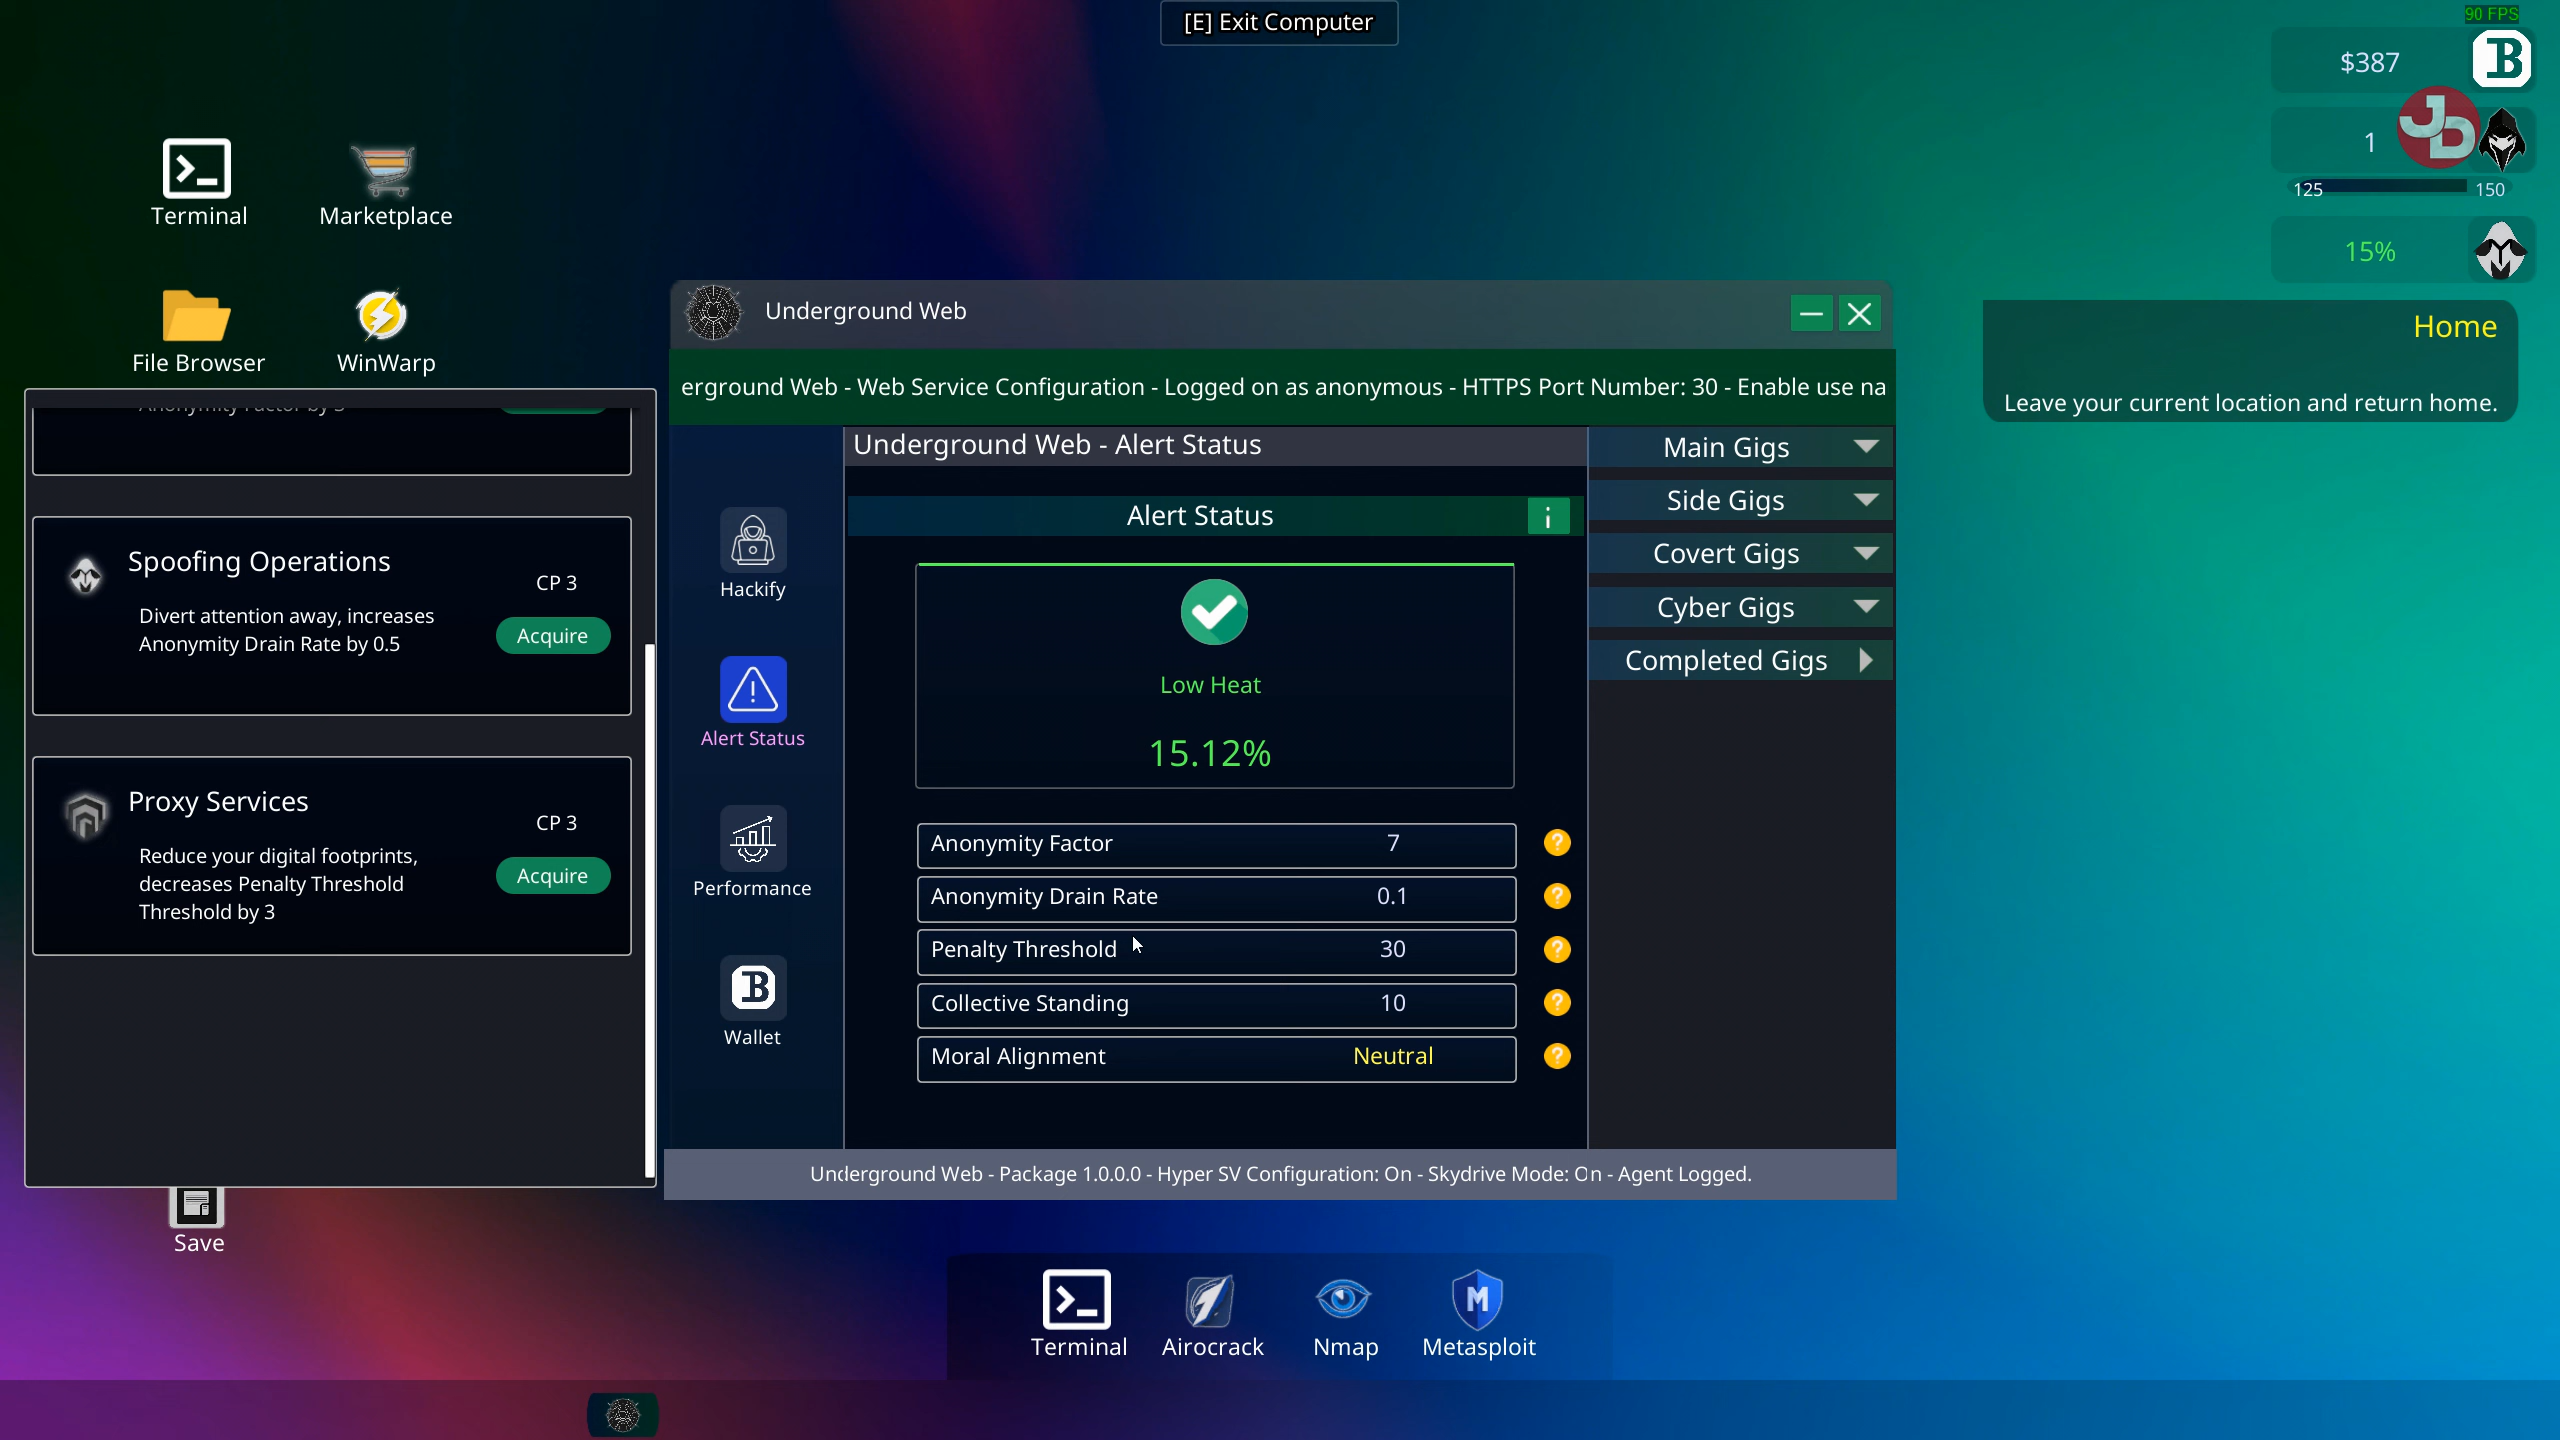 [E] Exit Computer
90 FPS
$387
1
JD
125
150
15%
Home
Leave your current location and return home.
Terminal
Marketplace
File Browser
WinWarp
Anonymity Factor by 3
Spoofing Operations
CP 3
Divert attention away, increases
Anonymity Drain Rate by 0.5
Acquire
Proxy Services
CP 3
Reduce your digital footprints,
decreases Penalty Threshold
Threshold by 3
Acquire
Save
Underground Web
erground Web - Web Service Configuration - Logged on as anonymous - HTTPS Port Number: 30 - Enable use na
Hackify
Alert Status
Performance
Wallet
Underground Web - Alert Status
Alert Status
i
Low Heat
15.12%
Anonymity Factor 7 ?
Anonymity Drain Rate 0.1 ?
Penalty Threshold 30 ?
Collective Standing 10 ?
Moral Alignment Neutral ?
Main Gigs
Side Gigs
Covert Gigs
Cyber Gigs
Completed Gigs
Underground Web - Package 1.0.0.0 - Hyper SV Configuration: On - Skydrive Mode: On - Agent Logged.
Terminal
Airocrack
Nmap
Metasploit